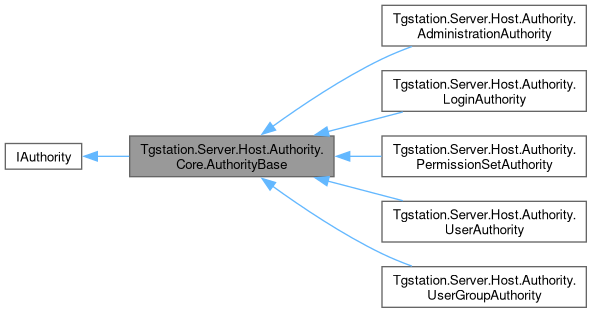 IAuthority
Tgstation.Server.Host.Authority.
Core.AuthorityBase
Tgstation.Server.Host.Authority.
AdministrationAuthority
Tgstation.Server.Host.Authority.
LoginAuthority
Tgstation.Server.Host.Authority.
PermissionSetAuthority
Tgstation.Server.Host.Authority.
UserAuthority
Tgstation.Server.Host.Authority.
UserGroupAuthority